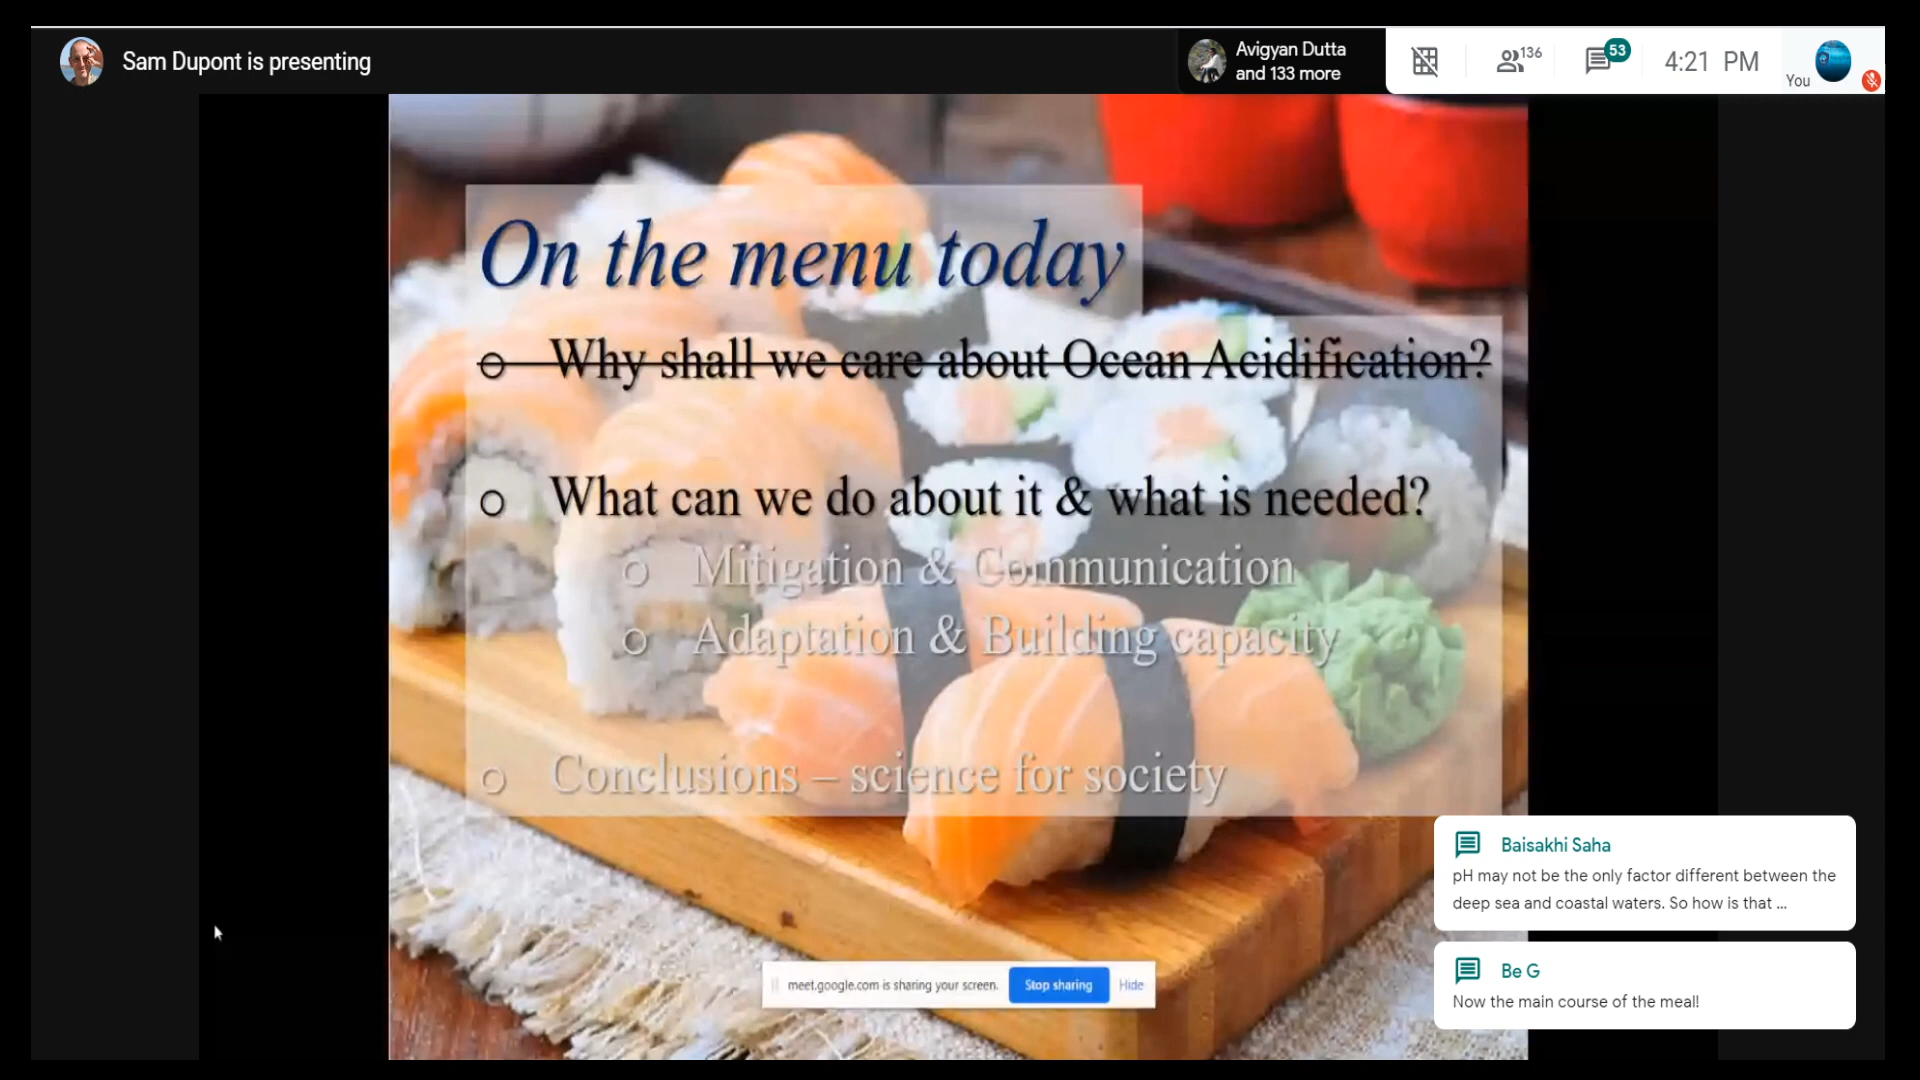 Sam Dupont is presenting
Avigyan Dutta
and 133 more
136
53
4:21 PM
You
On the menu today
o Why shall we care about Ocean Acidification?
o What can we do about it & what is needed?
o Mitigation & Communication
o Adaptation & Building capacity
o Conclusions – science for society
Baisakhi Saha
pH may not be the only factor different between the
deep sea and coastal waters. So how is that ...
Be G
Now the main course of the meal!
meet.google.com is sharing your screen.
Stop sharing
Hide